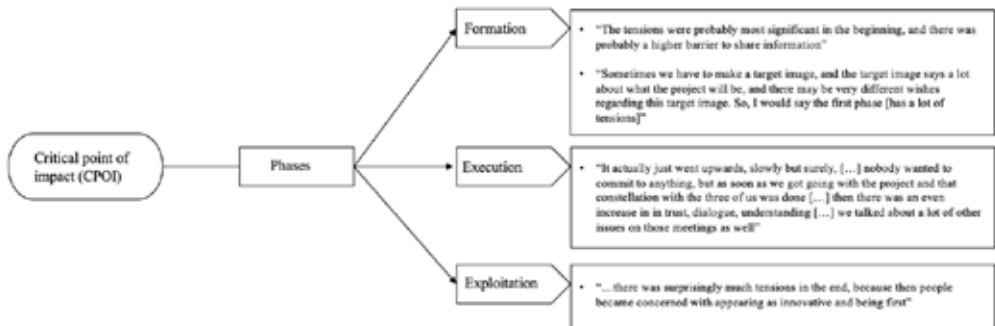 Critical point of
impact (CPOI)
Phases
Formation
• “The tensions were probably most significant in the beginning, and there was
probably a higher barrier to share information”
• “Sometimes we have to make a target image, and the target image says a lot
about what the project will be, and there may be very different wishes
regarding this target image. So, I would say the first phase [has a lot of
tensions]”
Execution
• “It actually just went upwards, slowly but surely, […] nobody wanted to
commit to anything, but as soon as we got going with the project and that
constellation with the three of us was done […] then there was an even
increase in in trust, dialogue, understanding […] we talked about a lot of other
issues on those meetings as well”
Exploitation
• “…there was surprisingly much tensions in the end, because then people
became concerned with appearing as innovative and being first”